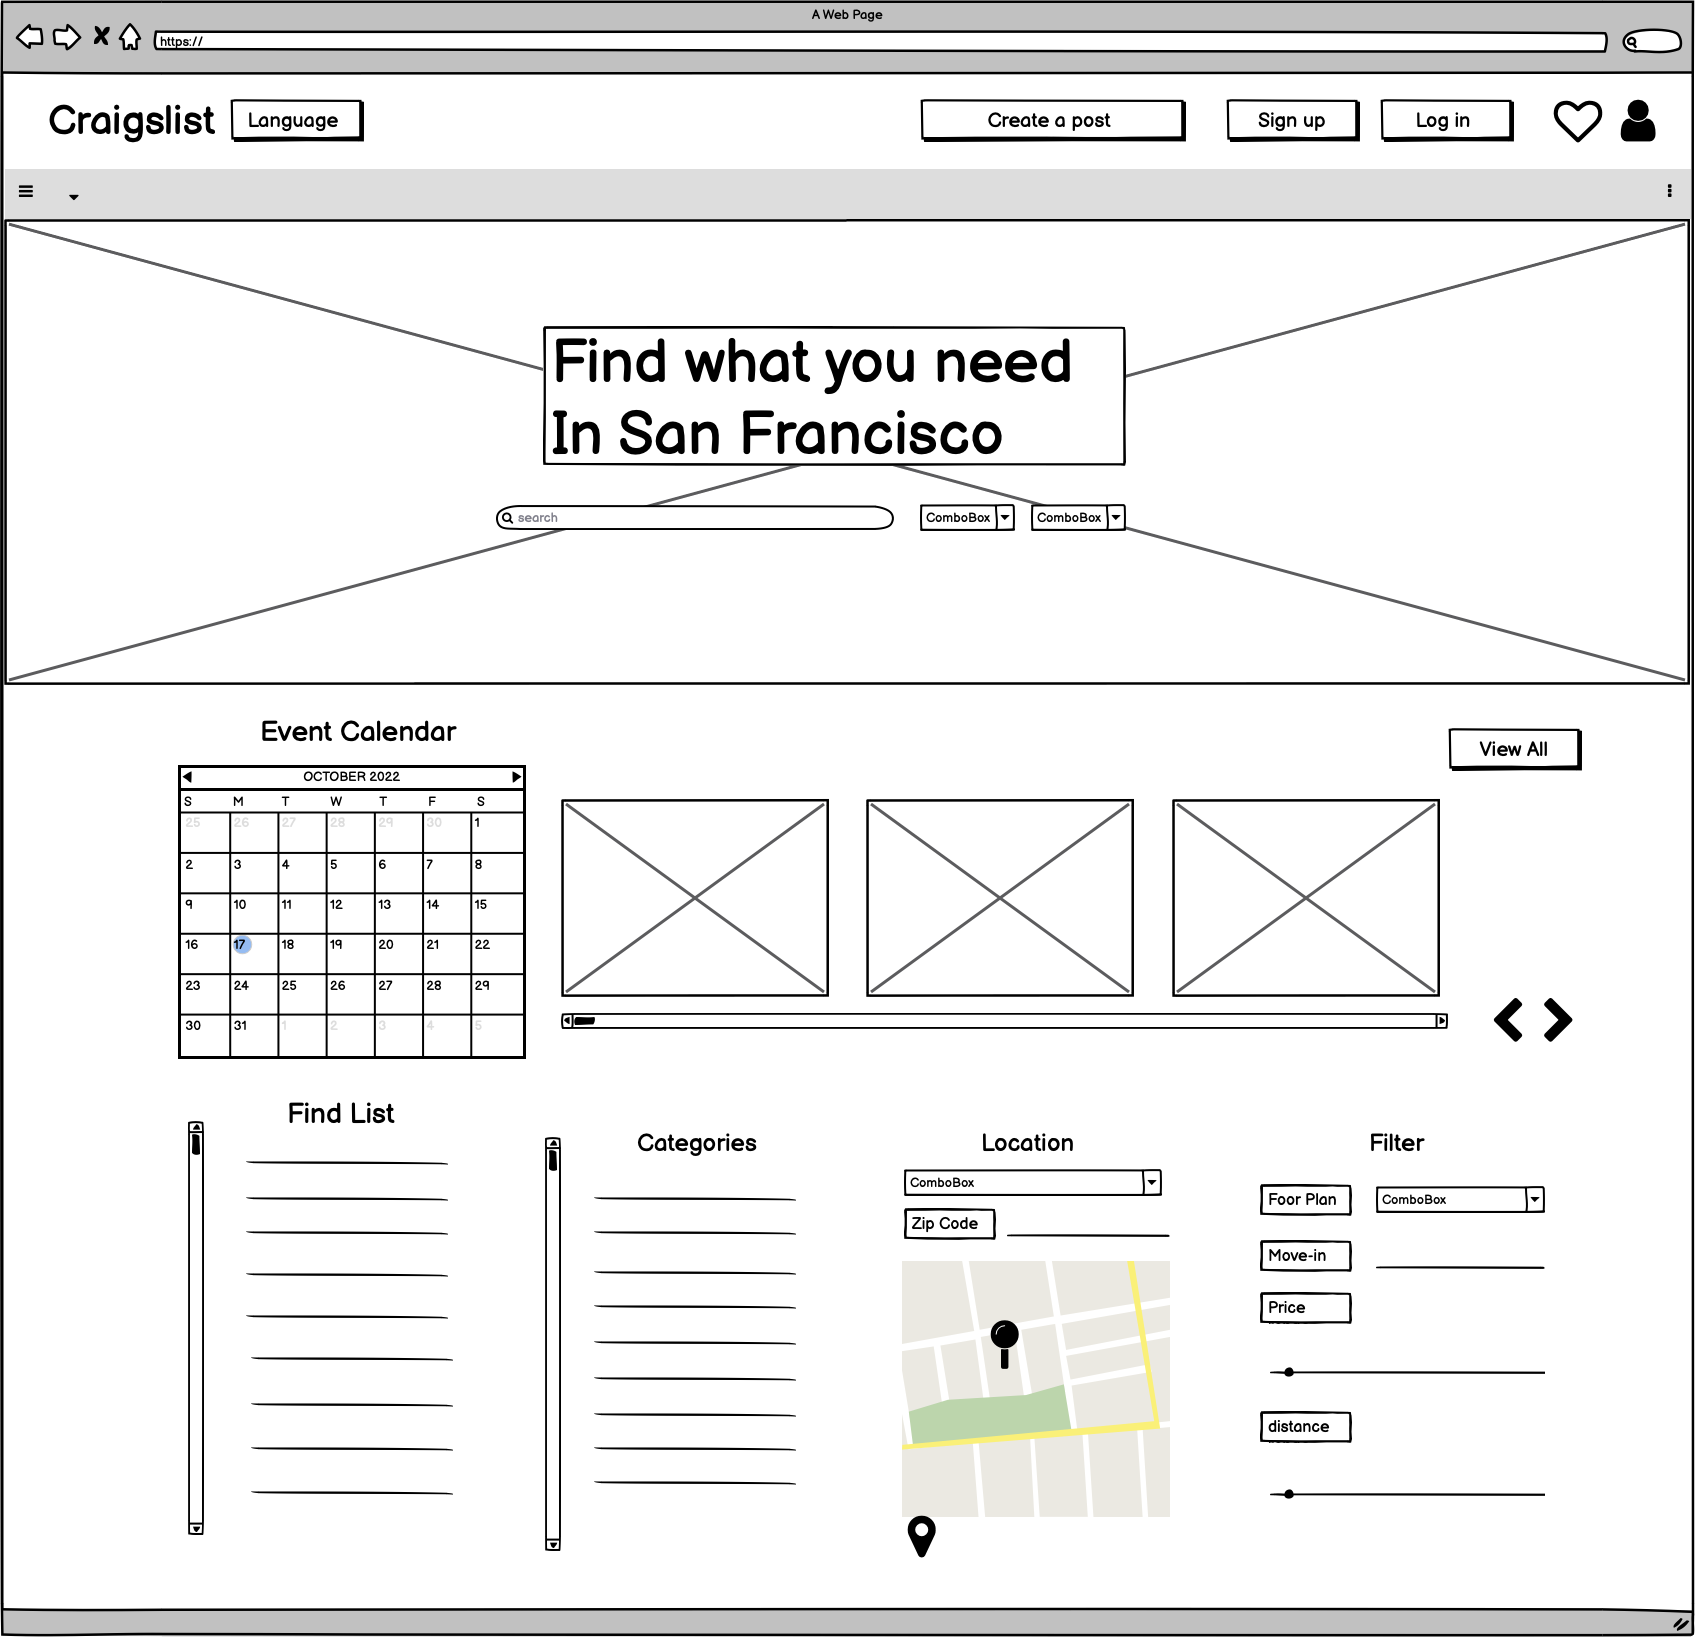 A Web Page
https://
Craigslist
Language
Create a post
Sign up
Log in
Find what you need
In San Francisco
search
ComboBox
ComboBox
Event Calendar
View All
OCTOBER 2022
S M T W T F S
25 26 27 28 29 30 1
2 3 4 5 6 7 8
9 10 11 12 13 14 15
16 17 18 19 20 21 22
23 24 25 26 27 28 29
30 31 1 2 3 4 5
Find List
Categories
Location
ComboBox
Zip Code
Filter
Foor Plan
ComboBox
Move-in
Price
distance